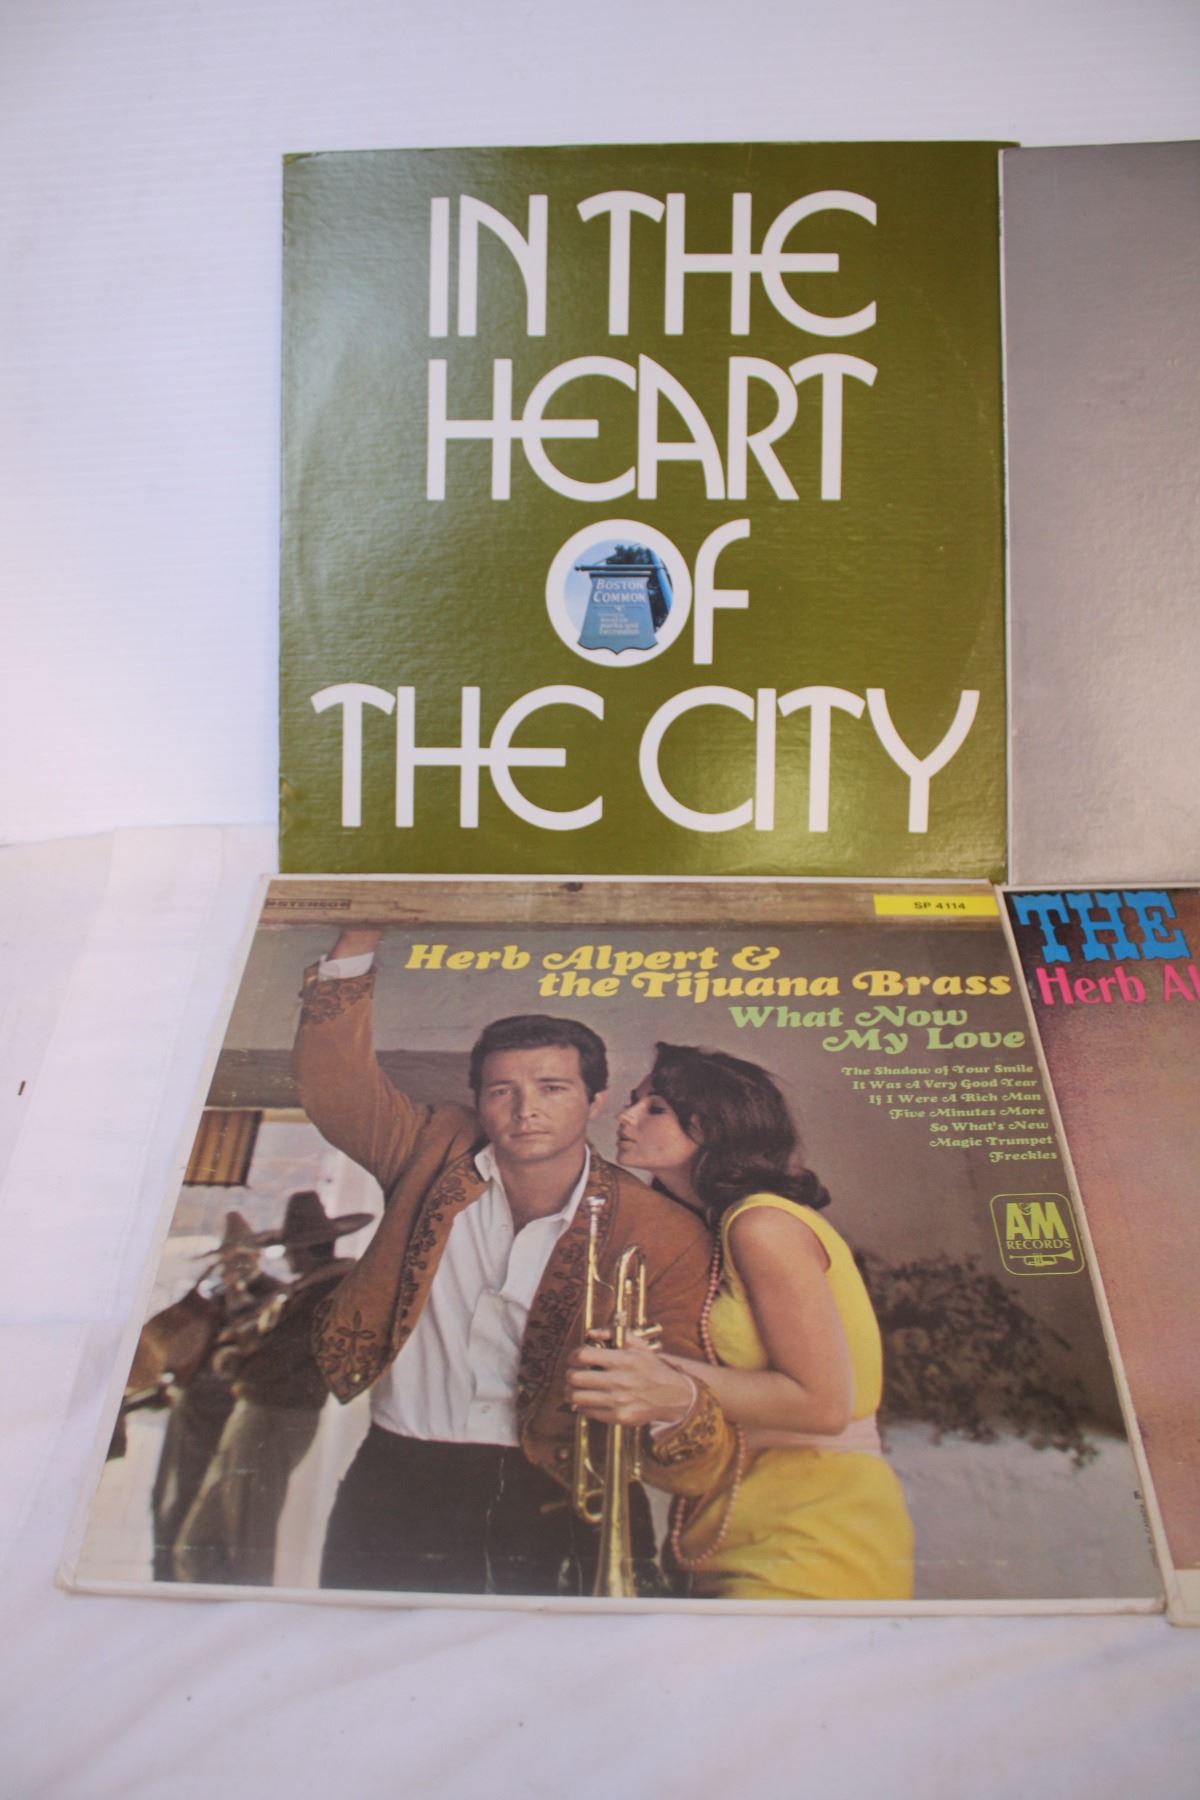 IN THE
HEART
OF
BOSTON
COMMON
THE CITY
STEREO
SP 4114
Herb Alpert &
the Tijuana Brass
What Now
My Love
The Shadow of Your Smile
It Was A Very Good Year
If I Were A Rich Man
Five Minutes More
So What's New
Magic Trumpet
Freckles
A&M
RECORDS
THE
Herb Al